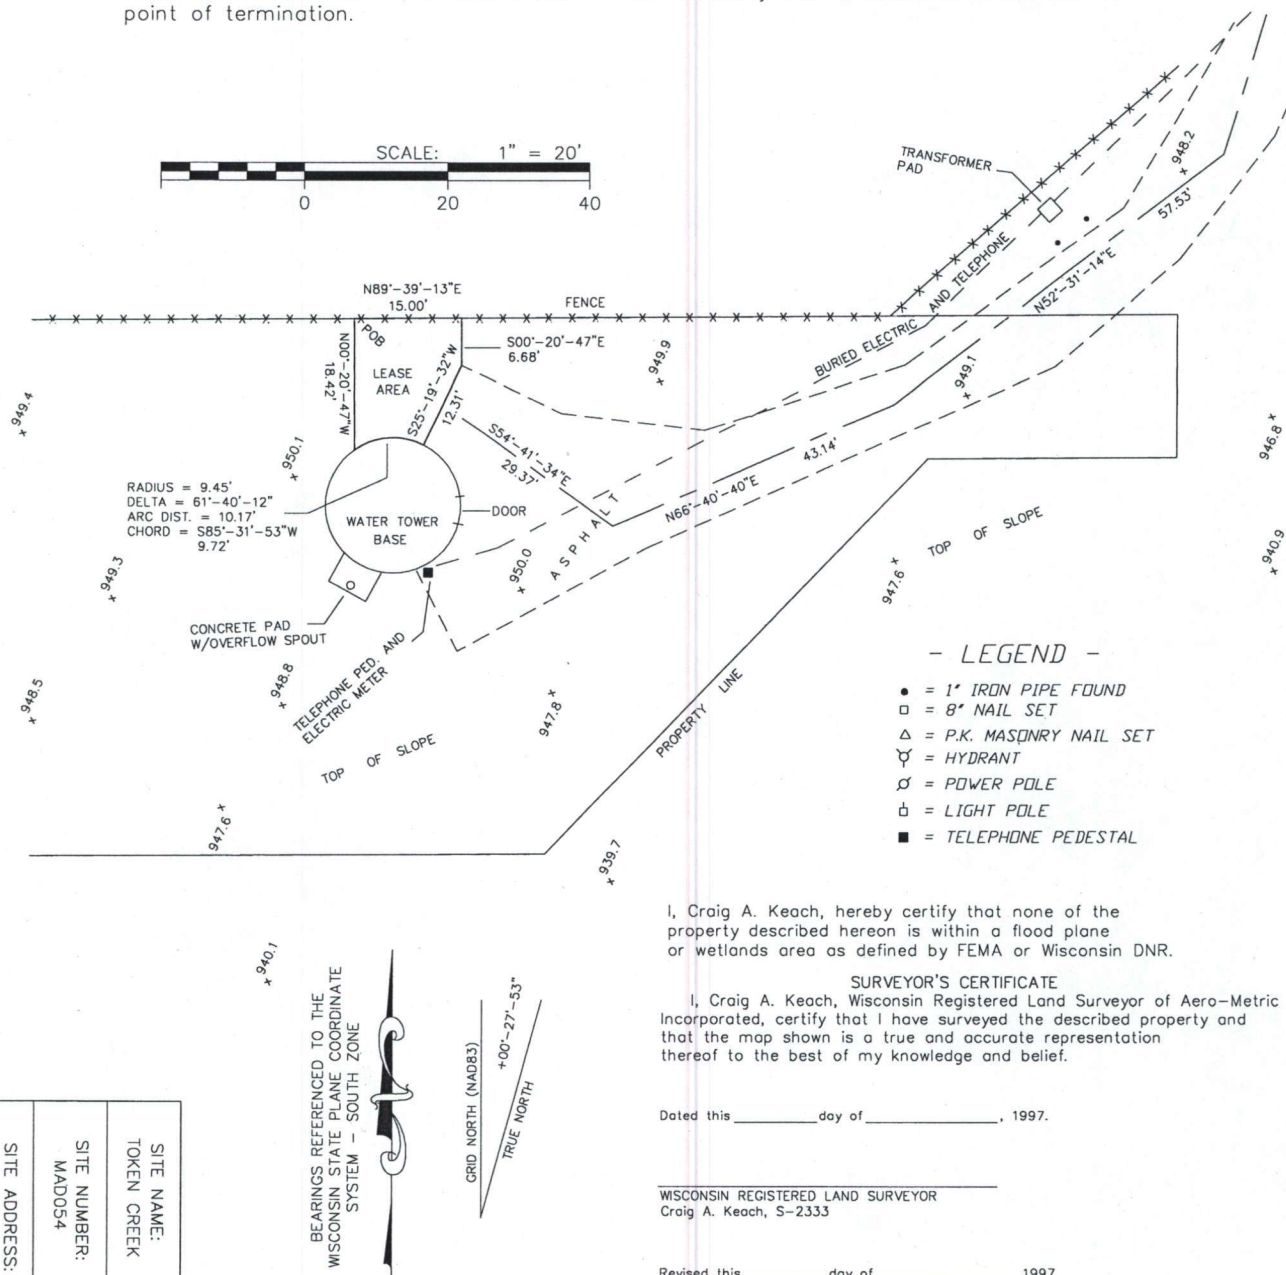 point of termination.
SCALE: 1" = 20'
0 20 40
TRANSFORMER
PAD
948.2
57.53'
N52°-31'-14"E
BURIED ELECTRIC AND TELEPHONE
N89°-39'-13"E
15.00'
FENCE
POB
S00°-20'-47"E
6.68'
N00°-20'-47"W
18.42'
LEASE
AREA
S25°-19'-32"W
12.31'
949.9
949.1
949.4
950.1
S54°-41'-34"E
29.37'
43.14'
N66°-40'-40"E
946.8
RADIUS = 9.45'
DELTA = 61°-40'-12"
ARC DIST. = 10.17'
CHORD = S85°-31'-53"W
9.72'
WATER TOWER
BASE
DOOR
ASPHALT
950.0
TOP OF SLOPE
947.6
940.9
949.3
CONCRETE PAD
W/OVERFLOW SPOUT
TELEPHONE PED. AND
ELECTRIC METER
948.8
948.5
947.8
TOP OF SLOPE
PROPERTY LINE
947.6
939.7
940.1
- LEGEND -
= 1" IRON PIPE FOUND
= 8" NAIL SET
= P.K. MASONRY NAIL SET
= HYDRANT
= POWER POLE
= LIGHT POLE
= TELEPHONE PEDESTAL
I, Craig A. Keach, hereby certify that none of the
property described hereon is within a flood plane
or wetlands area as defined by FEMA or Wisconsin DNR.
SURVEYOR'S CERTIFICATE
I, Craig A. Keach, Wisconsin Registered Land Surveyor of Aero-Metric
Incorporated, certify that I have surveyed the described property and
that the map shown is a true and accurate representation
thereof to the best of my knowledge and belief.
Dated this ________ day of ____________, 1997.
WISCONSIN REGISTERED LAND SURVEYOR
Craig A. Keach, S-2333
Revised this day of 1997
BEARINGS REFERENCED TO THE
WISCONSIN STATE PLANE COORDINATE
SYSTEM - SOUTH ZONE
GRID NORTH (NAD83)
+00°-27'-53"
TRUE NORTH
SITE NAME:
TOKEN CREEK
SITE NUMBER:
MAD054
SITE ADDRESS: